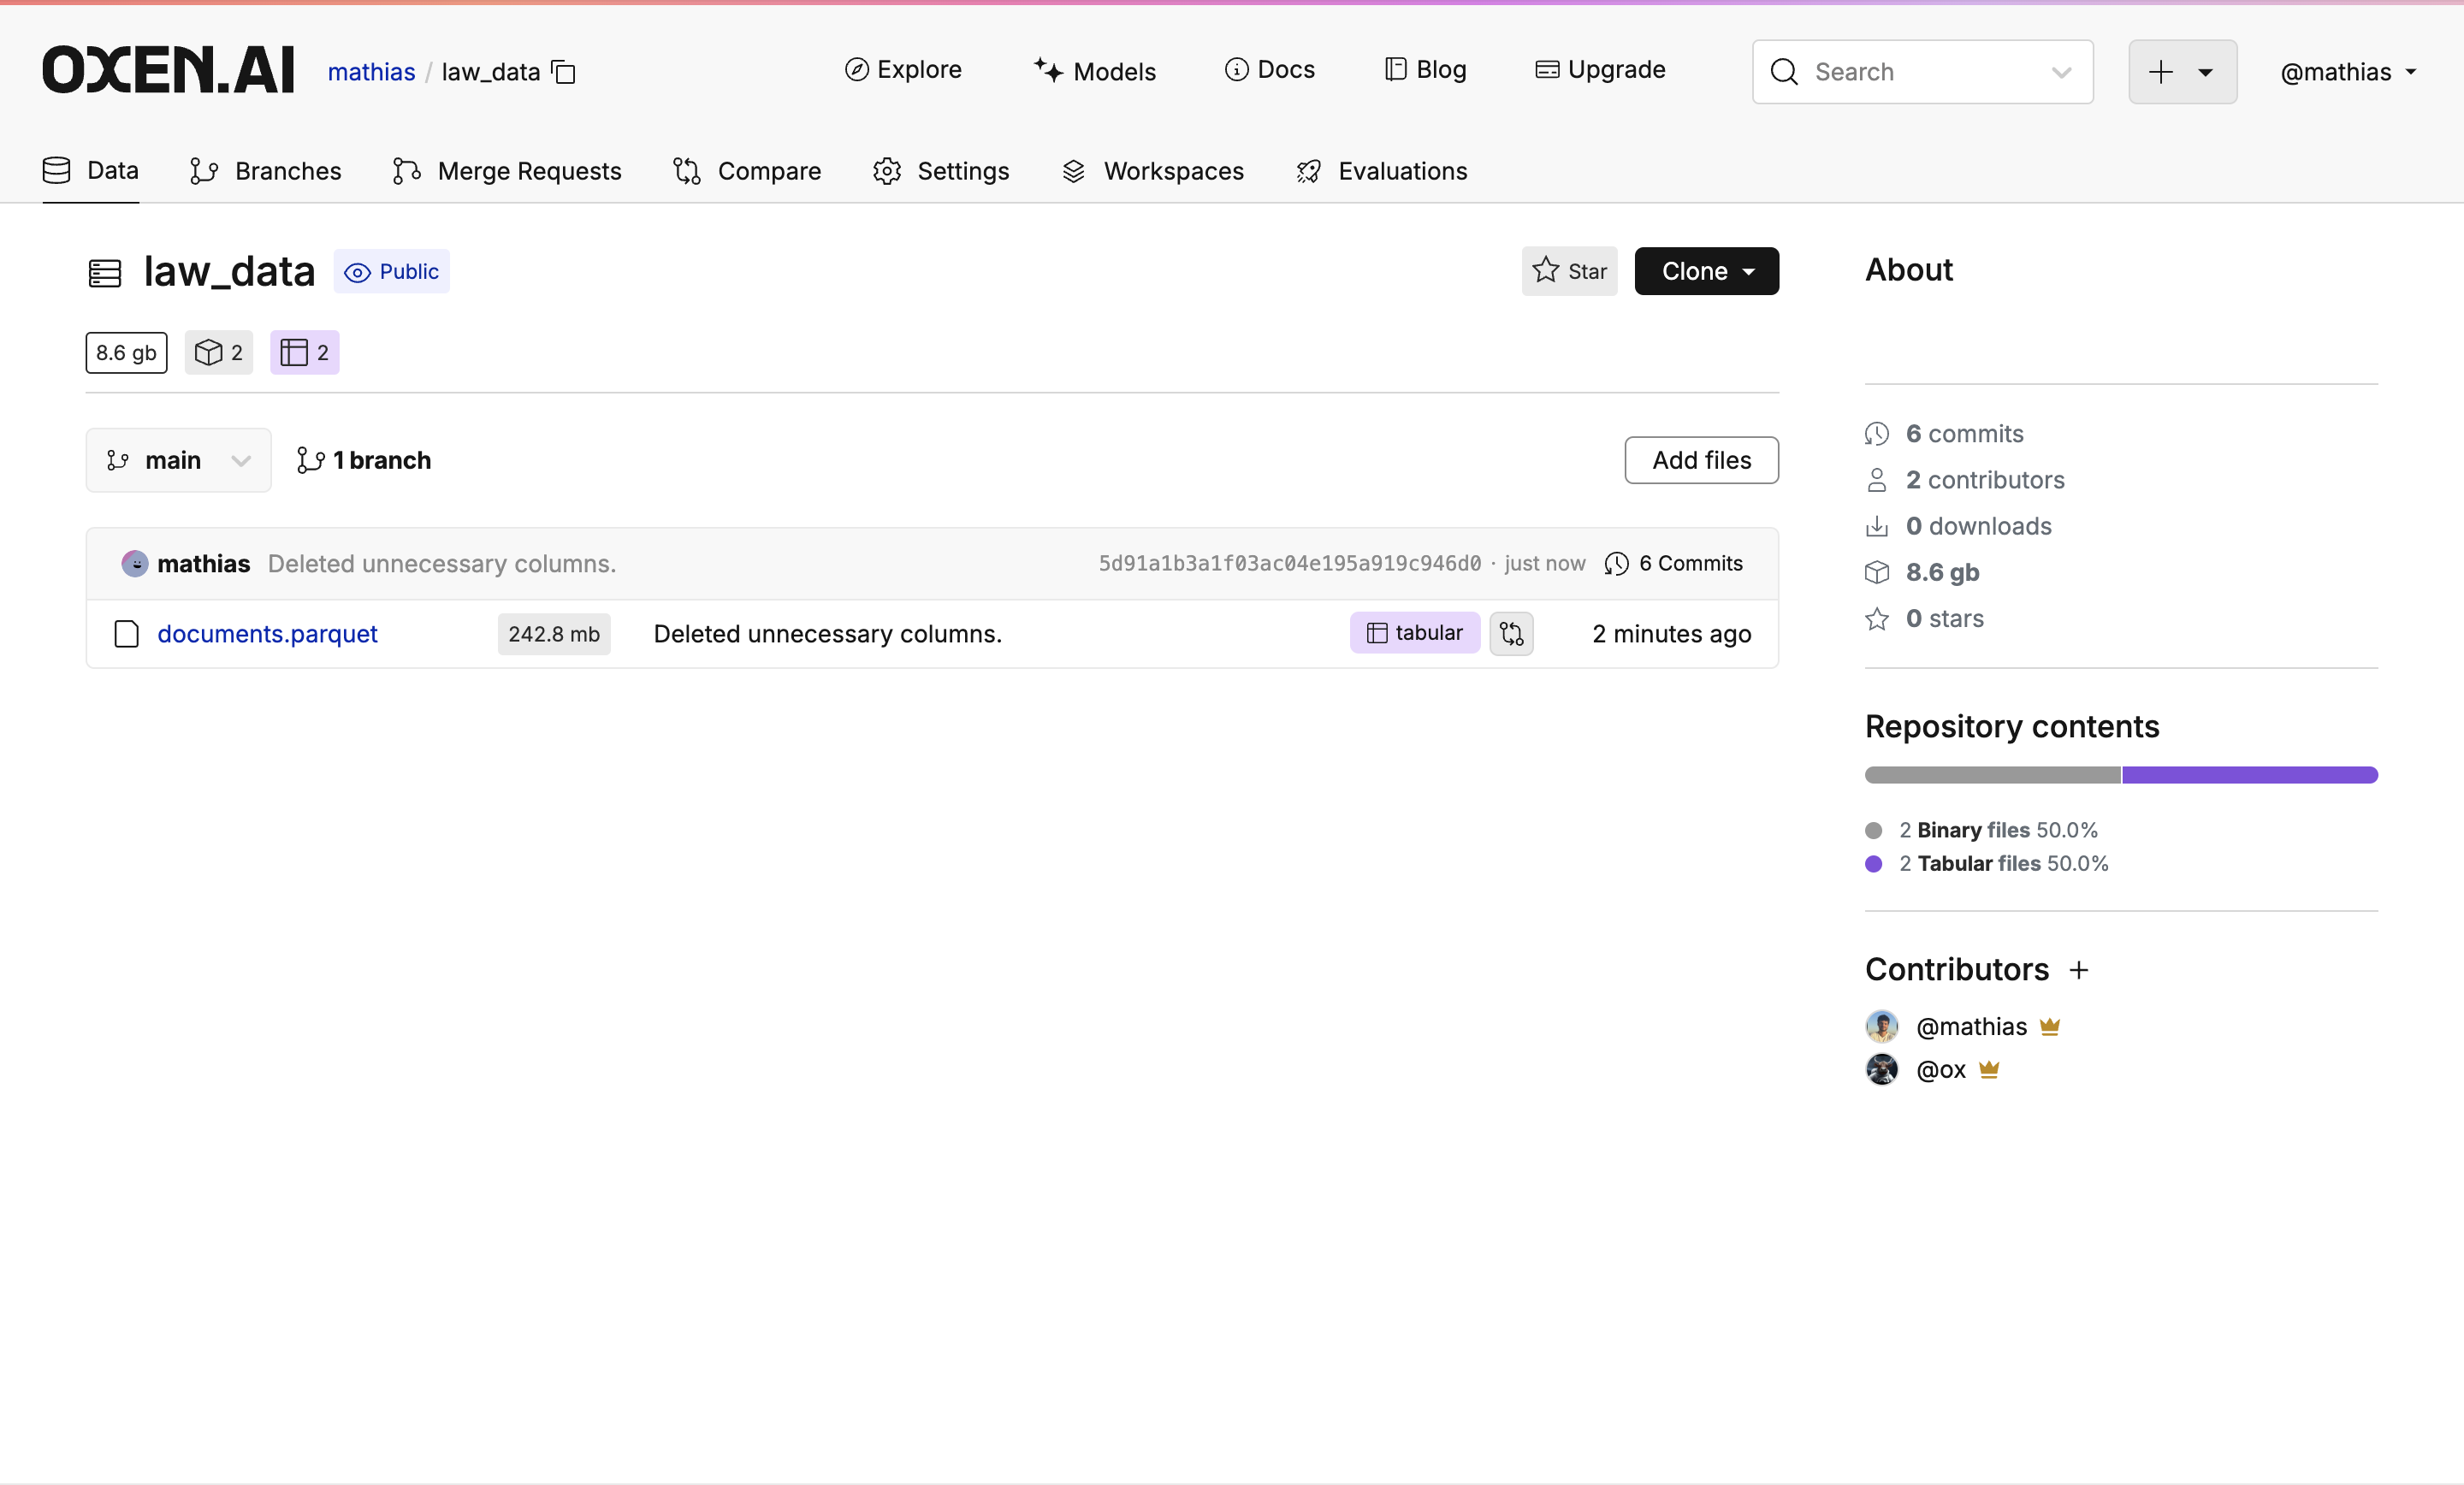 OXEN.AI mathias / law_data Explore Models Docs Blog Upgrade Search @mathias
Data Branches Merge Requests Compare Settings Workspaces Evaluations
law_data Public Star Clone
8.6 gb 2 2
main 1 branch Add files
mathias Deleted unnecessary columns. 5d91a1b3a1f03ac04e195a919c946d0 · just now 6 Commits
documents.parquet 242.8 mb Deleted unnecessary columns. tabular 2 minutes ago
About
6 commits
2 contributors
0 downloads
8.6 gb
0 stars
Repository contents
2 Binary files 50.0%
2 Tabular files 50.0%
Contributors +
@mathias
@ox